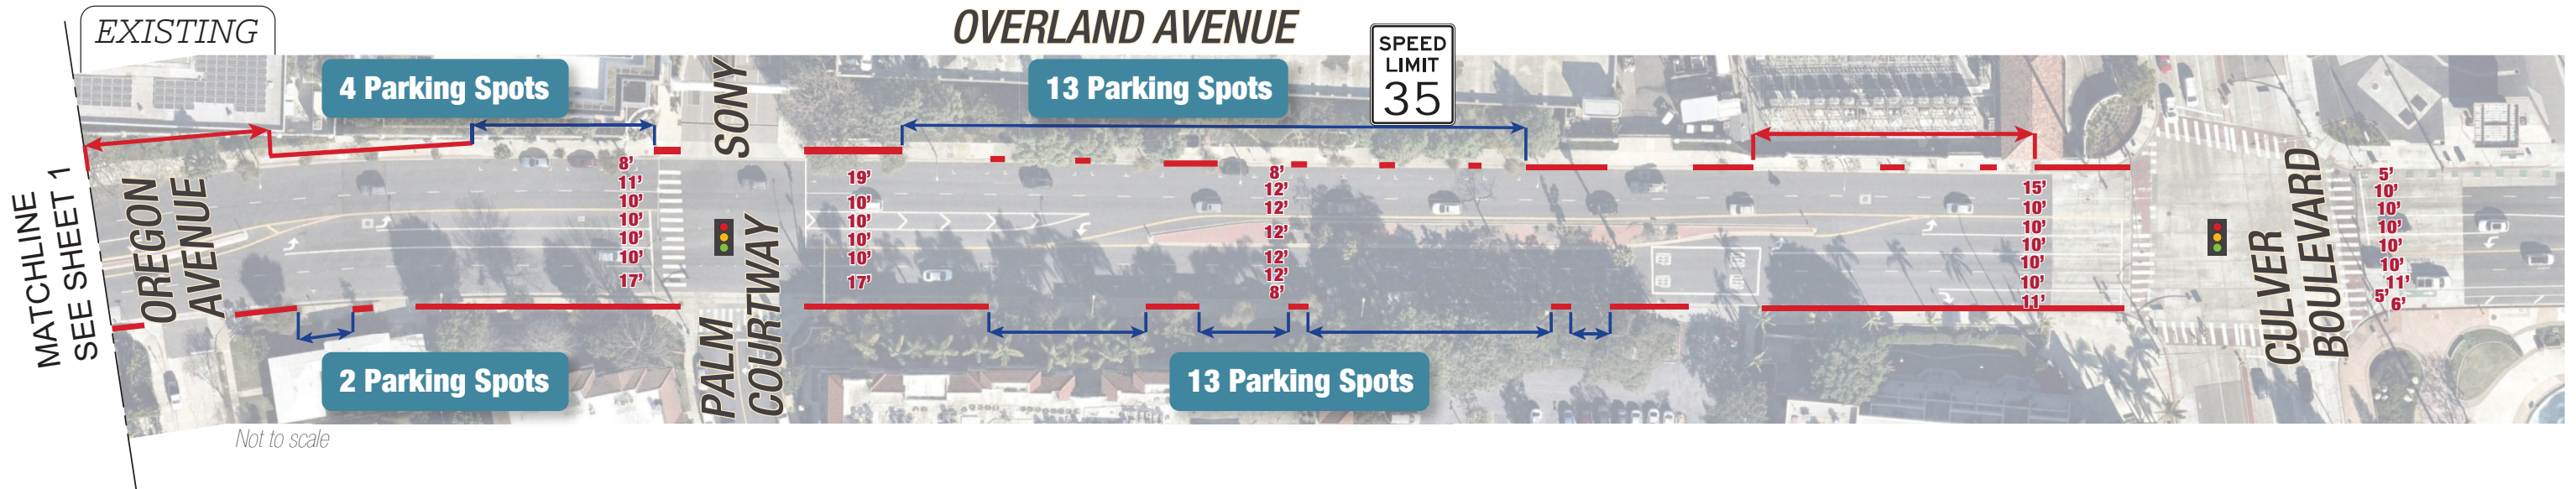 EXISTING
OVERLAND AVENUE
MATCHLINE
SEE SHEET 1
4 Parking Spots
SONY
13 Parking Spots
SPEED
LIMIT
35
OREGON
AVENUE
8'
11'
10'
10'
10'
10'
17'
19'
10'
10'
10'
10'
17'
8'
12'
12'
12'
12'
12'
8'
15'
10'
10'
10'
10'
10'
11'
5'
10'
10'
10'
10'
10'
11'
5'
6'
PALM
COURTWAY
CULVER
BOULEVARD
2 Parking Spots
13 Parking Spots
Not to scale